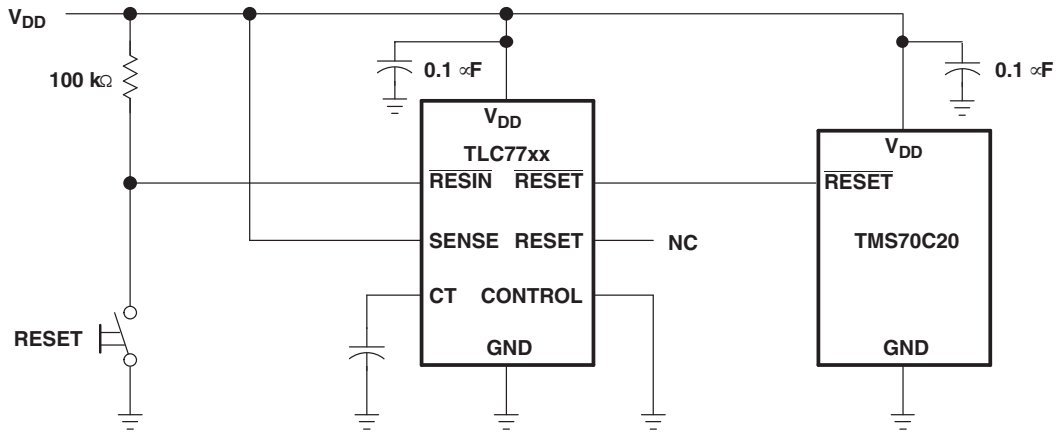 VDD
100 kΩ
0.1 ∝F
0.1 ∝F
VDD
TLC77xx
RESIN RESET
SENSE RESET
CT CONTROL
GND
NC
VDD
RESET
TMS70C20
GND
RESET